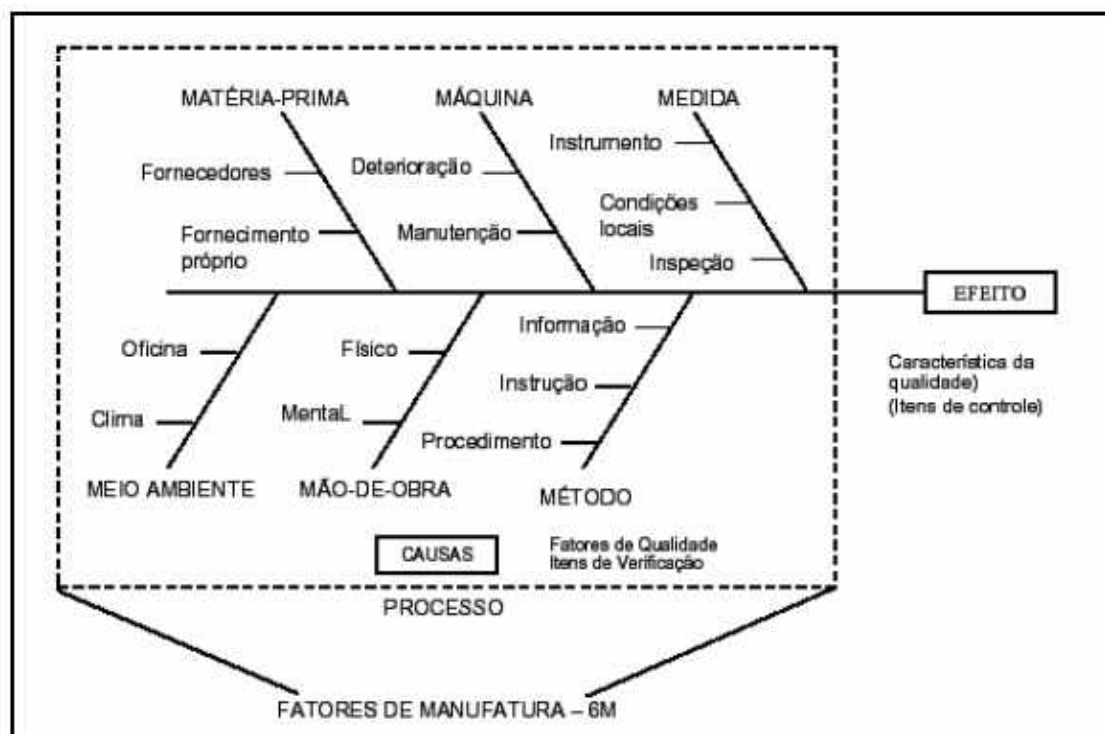 MATÉRIA-PRIMA
MÁQUINA
MEDIDA
Fornecedores
Fornecimento
próprio
Deterioração
Manutenção
Instrumento
Condições
locais
Inspeção
EFEITO
Característica da
qualidade)
(Itens de controle)
Oficina
Clima
MEIO AMBIENTE
Físico
MentaL
MÃO-DE-OBRA
Informação
Instrução
Procedimento
MÉTODO
CAUSAS
Fatores de Qualidade
Itens de Verificação
PROCESSO
FATORES DE MANUFATURA – 6M